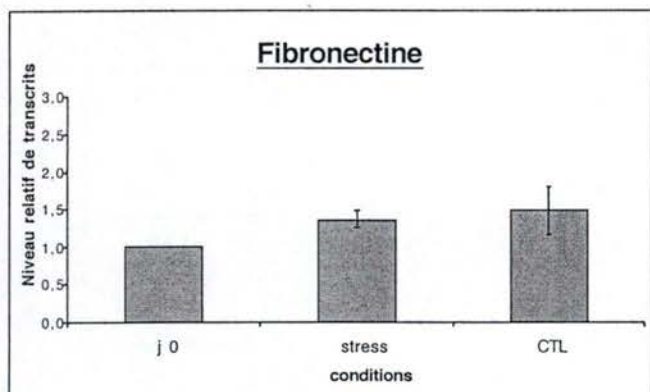 Fibronectine
Niveau relatif de transcrits
3.0
2.5
2.0
1.5
1.0
0.5
0.0
j 0 stress CTL
conditions